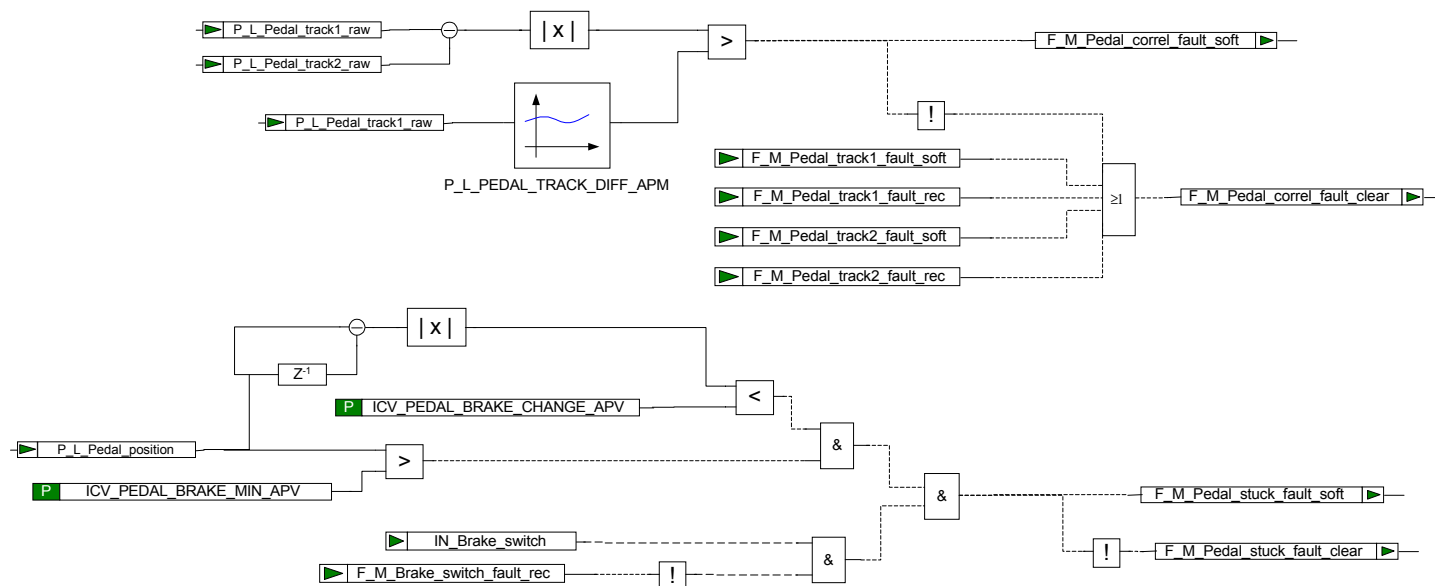 P_L_Pedal_track1_raw
|x|
>
F_M_Pedal_correl_fault_soft
P_L_Pedal_track2_raw
P_L_Pedal_track1_raw
!
P_L_PEDAL_TRACK_DIFF_APM
F_M_Pedal_track1_fault_soft
F_M_Pedal_track1_fault_rec
≥1
F_M_Pedal_correl_fault_clear
F_M_Pedal_track2_fault_soft
F_M_Pedal_track2_fault_rec
|x|
Z-1
P ICV_PEDAL_BRAKE_CHANGE_APV
<
&
P_L_Pedal_position
>
P ICV_PEDAL_BRAKE_MIN_APV
&
F_M_Pedal_stuck_fault_soft
IN_Brake_switch
&
!
F_M_Pedal_stuck_fault_clear
F_M_Brake_switch_fault_rec
!